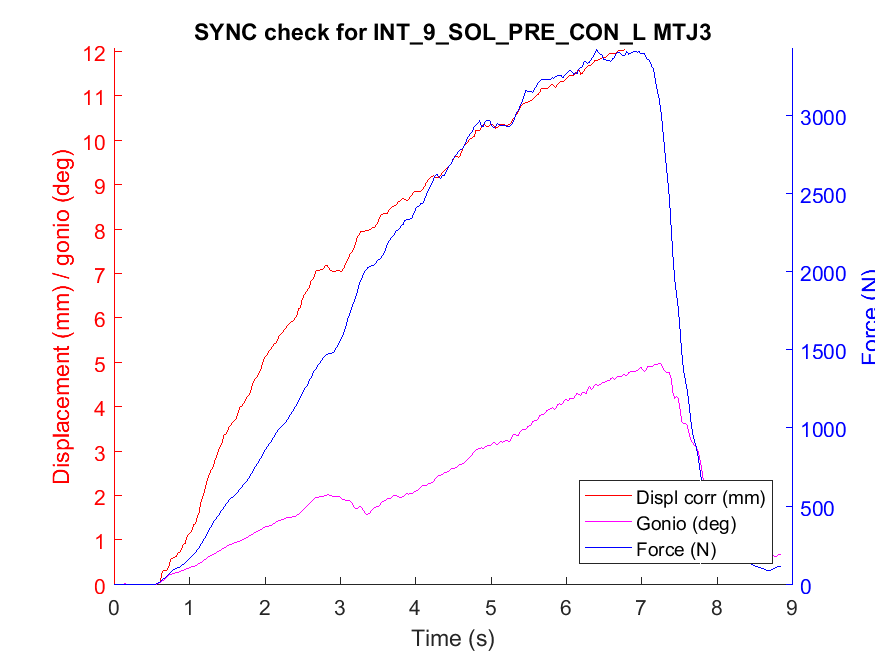 SYNC check for INT_9_SOL_PRE_CON_L MTJ3
12
11
10
9
8
7
6
5
4
3
2
1
0
Displacement (mm) / gonio (deg)
3000
2500
2000
1500
1000
500
0
Force (N)
Displ corr (mm)
Gonio (deg)
Force (N)
0 1 2 3 4 5 6 7 8 9
Time (s)